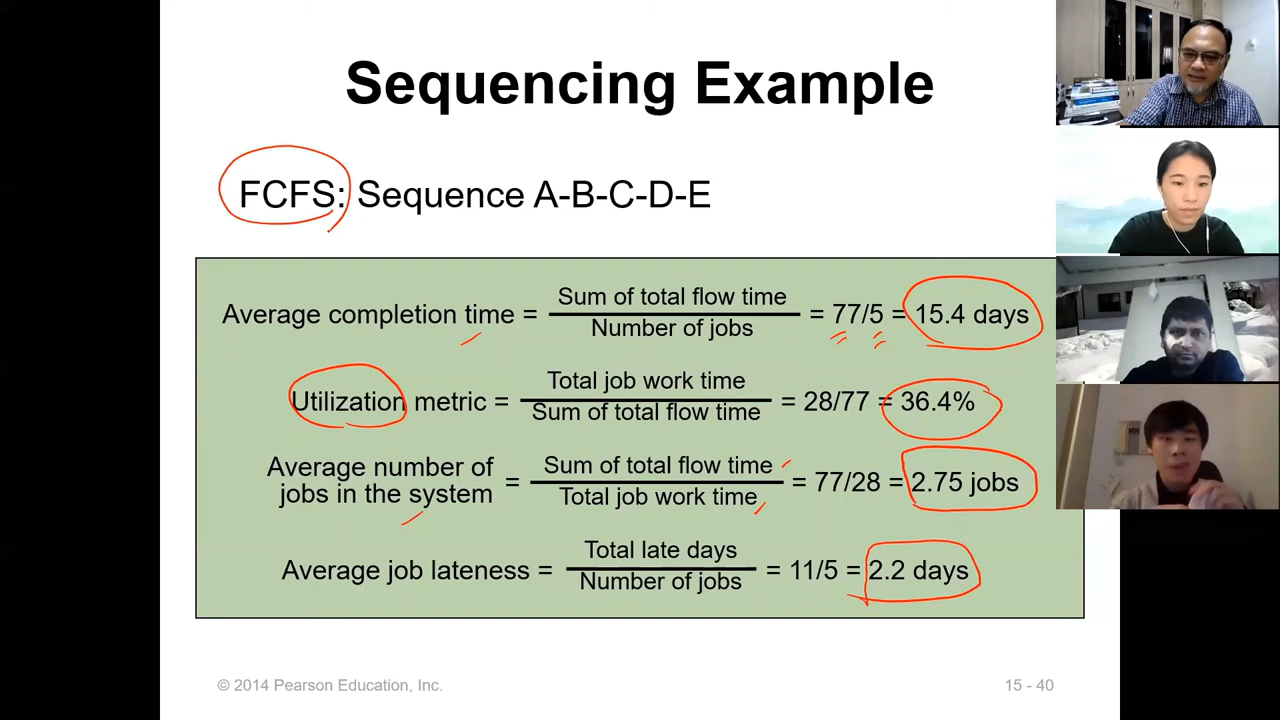 Sequencing Example
FCFS: Sequence A-B-C-D-E
Average completion time = Sum of total flow time / Number of jobs = 77/5 = 15.4 days
Utilization metric = Total job work time / Sum of total flow time = 28/77 = 36.4%
Average number of jobs in the system = Sum of total flow time / Total job work time = 77/28 = 2.75 jobs
Average job lateness = Total late days / Number of jobs = 11/5 = 2.2 days
© 2014 Pearson Education, Inc.
15 - 40